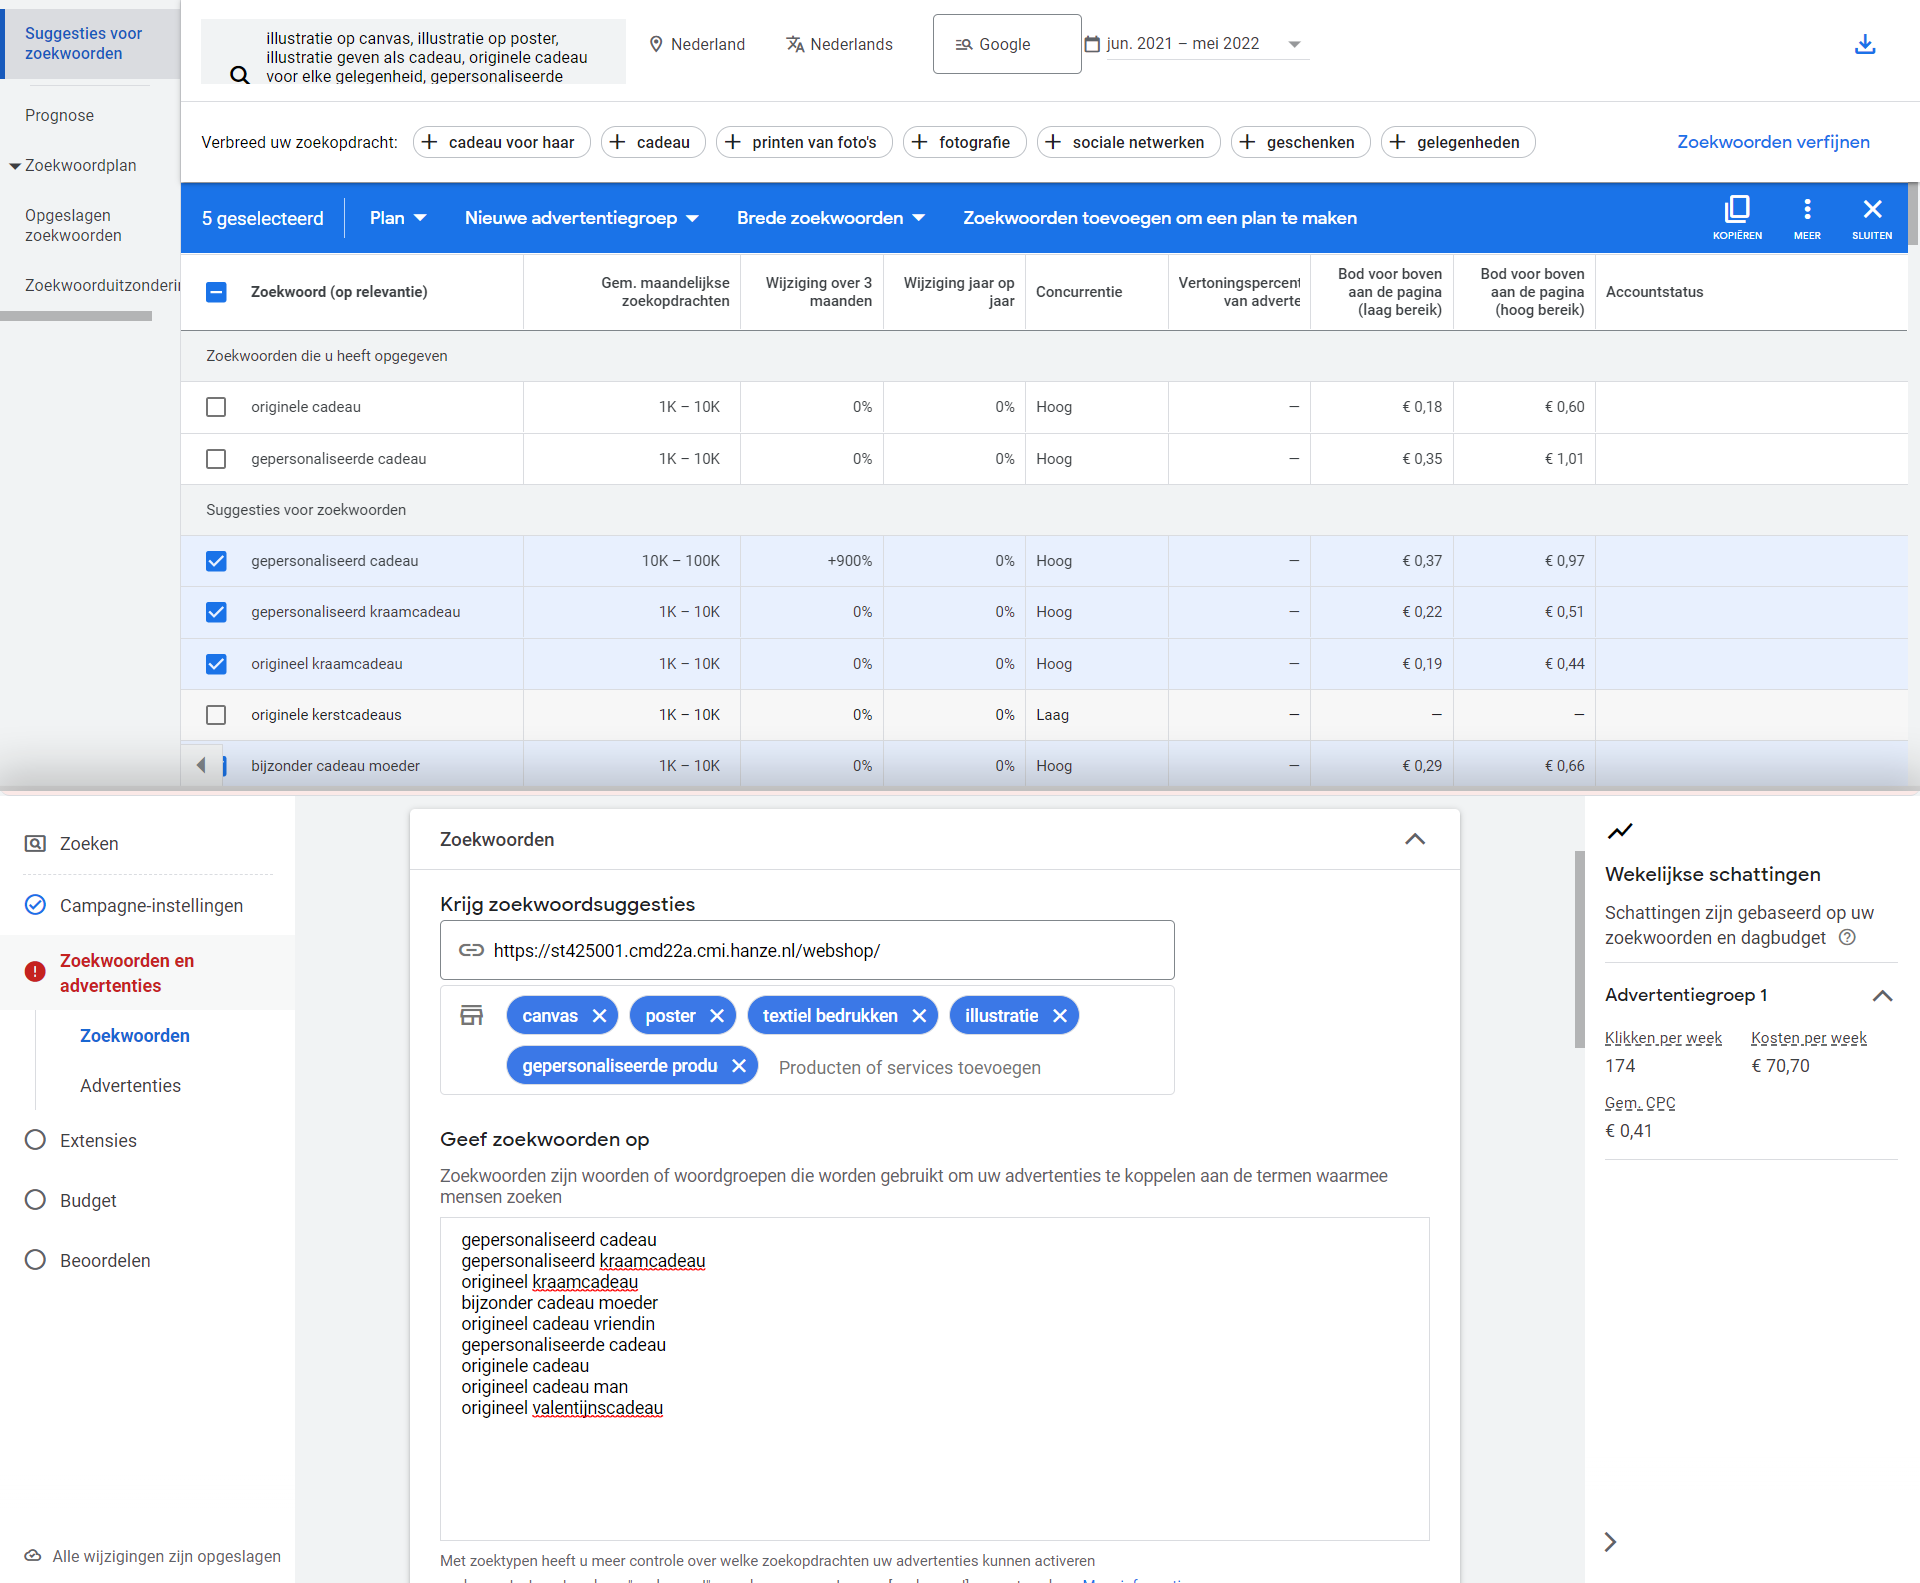 Suggesties voor
zoekwoorden
Prognose
Zoekwoordplan
Opgeslagen
zoekwoorden
Zoekwoorduitzonderin
illustratie op canvas, illustratie op poster,
illustratie geven als cadeau, originele cadeau
voor elke gelegenheid, gepersonaliseerde
Nederland
Nederlands
Google
jun. 2021 – mei 2022
Verbreed uw zoekopdracht: cadeau voor haar cadeau printen van foto's fotografie sociale netwerken geschenken gelegenheden Zoekwoorden verfijnen
5 geselecteerd Plan Nieuwe advertentiegroep Brede zoekwoorden Zoekwoorden toevoegen om een plan te maken KOPIËREN MEER SLUITEN
Zoekwoord (op relevantie)
Gem. maandelijkse
zoekopdrachten
Wijziging over 3
maanden
Wijziging jaar op
jaar
Concurrentie
Vertoningspercent
van adverte
Bod voor boven
aan de pagina
(laag bereik)
Bod voor boven
aan de pagina
(hoog bereik)
Accountstatus
Zoekwoorden die u heeft opgegeven
originele cadeau 1K – 10K 0% 0% Hoog — € 0,18 € 0,60
gepersonaliseerde cadeau 1K – 10K 0% 0% Hoog — € 0,35 € 1,01
Suggesties voor zoekwoorden
gepersonaliseerd cadeau 10K – 100K +900% 0% Hoog — € 0,37 € 0,97
gepersonaliseerd kraamcadeau 1K – 10K 0% 0% Hoog — € 0,22 € 0,51
origineel kraamcadeau 1K – 10K 0% 0% Hoog — € 0,19 € 0,44
originele kerstcadeaus 1K – 10K 0% 0% Laag — — —
bijzonder cadeau moeder 1K – 10K 0% 0% Hoog — € 0,29 € 0,66
Zoeken
Campagne-instellingen
Zoekwoorden en
advertenties
Zoekwoorden
Advertenties
Extensies
Budget
Beoordelen
Alle wijzigingen zijn opgeslagen
Zoekwoorden
Krijg zoekwoordsuggesties
https://st425001.cmd22a.cmi.hanze.nl/webshop/
canvas poster textiel bedrukken illustratie
gepersonaliseerde produ Producten of services toevoegen
Geef zoekwoorden op
Zoekwoorden zijn woorden of woordgroepen die worden gebruikt om uw advertenties te koppelen aan de termen waarmee
mensen zoeken
gepersonaliseerd cadeau
gepersonaliseerd kraamcadeau
origineel kraamcadeau
bijzonder cadeau moeder
origineel cadeau vriendin
gepersonaliseerde cadeau
originele cadeau
origineel cadeau man
origineel valentijnscadeau
Met zoektypen heeft u meer controle over welke zoekopdrachten uw advertenties kunnen activeren
Wekelijkse schattingen
Schattingen zijn gebaseerd op uw
zoekwoorden en dagbudget
Advertentiegroep 1
Klikken per week Kosten per week
174 € 70,70
Gem. CPC
€ 0,41